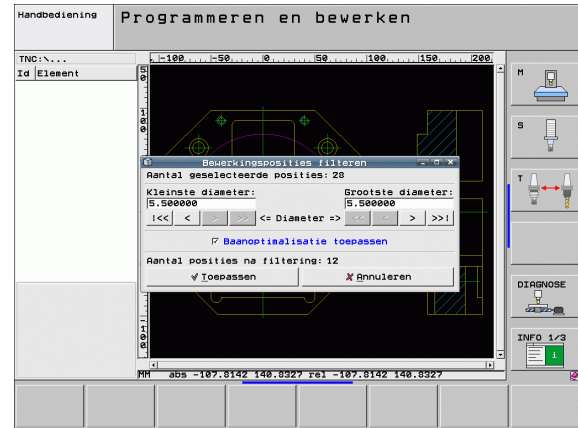 Handbediening
Programmeren en bewerken
TNC:\...
Id Element
-100 -50 0 50 100 150 200
Bewerkingsposities filteren
Aantal geselecteerde posities: 28
Kleinste diameter: Grootste diameter:
5.500000 5.500000
|<< < > >> <= Diameter => << < > >>|
Baanoptimalisatie toepassen
Aantal posities na filtering: 12
Toepassen Annuleren
MM abs -107.8142 140.8327 rel -107.8142 140.8327
M
S
T
DIAGNOSE
INFO 1/3
i